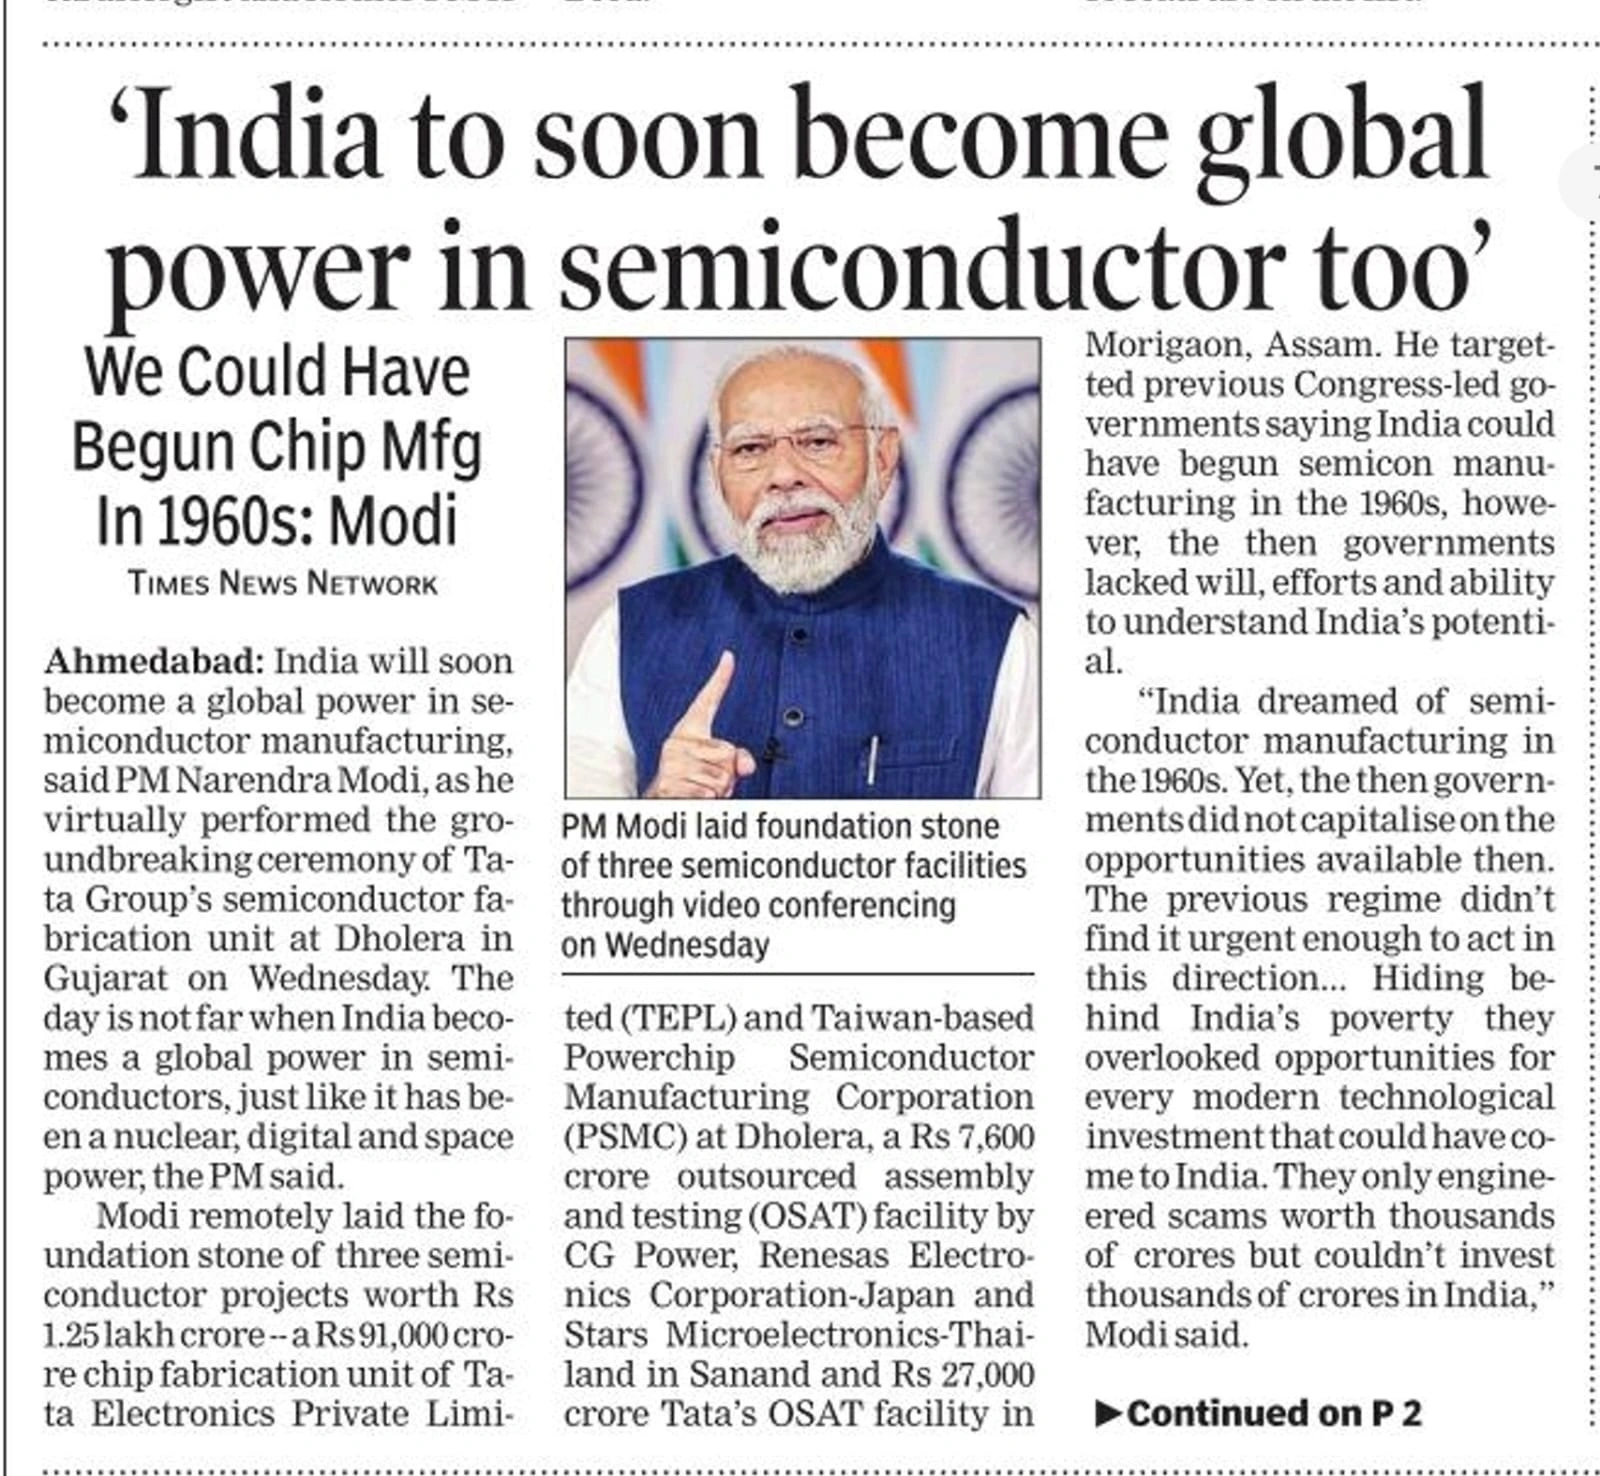 ‘India to soon become global
power in semiconductor too’
We Could Have
Begun Chip Mfg
In 1960s: Modi
TIMES NEWS NETWORK
Ahmedabad: India will soon
become a global power in se-
miconductor manufacturing,
said PM Narendra Modi, as he
virtually performed the gro-
undbreaking ceremony of Ta-
ta Group’s semiconductor fa-
brication unit at Dholera in
Gujarat on Wednesday. The
day is not far when India beco-
mes a global power in semi-
conductors, just like it has be-
en a nuclear, digital and space
power, the PM said.
Modi remotely laid the fo-
undation stone of three semi-
conductor projects worth Rs
1.25 lakh crore -- a Rs 91,000 cro-
re chip fabrication unit of Ta-
ta Electronics Private Limi-
PM Modi laid foundation stone
of three semiconductor facilities
through video conferencing
on Wednesday
ted (TEPL) and Taiwan-based
Powerchip Semiconductor
Manufacturing Corporation
(PSMC) at Dholera, a Rs 7,600
crore outsourced assembly
and testing (OSAT) facility by
CG Power, Renesas Electro-
nics Corporation-Japan and
Stars Microelectronics-Thai-
land in Sanand and Rs 27,000
crore Tata’s OSAT facility in
Morigaon, Assam. He target-
ted previous Congress-led go-
vernments saying India could
have begun semicon manu-
facturing in the 1960s, howe-
ver, the then governments
lacked will, efforts and ability
to understand India’s potenti-
al.
“India dreamed of semi-
conductor manufacturing in
the 1960s. Yet, the then govern-
ments did not capitalise on the
opportunities available then.
The previous regime didn’t
find it urgent enough to act in
this direction... Hiding be-
hind India’s poverty they
overlooked opportunities for
every modern technological
investment that could have co-
me to India. They only engine-
ered scams worth thousands
of crores but couldn’t invest
thousands of crores in India,”
Modi said.
▶Continued on P 2